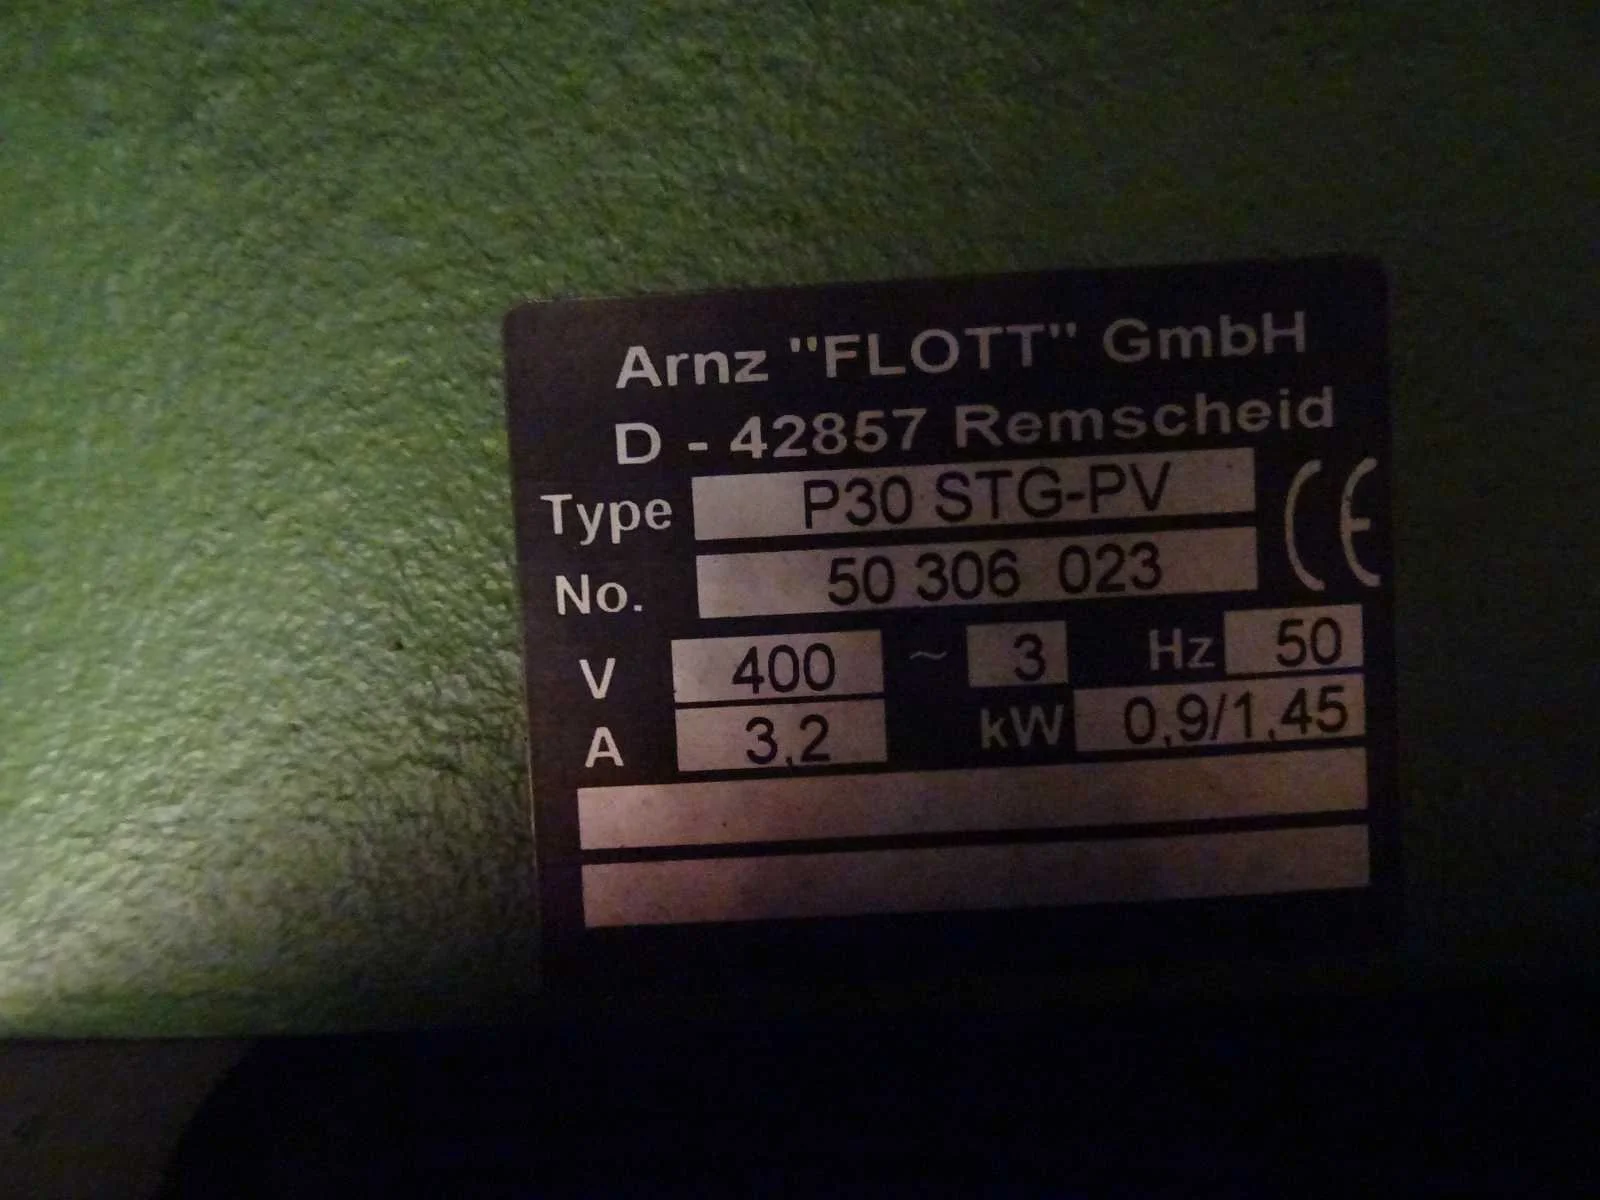 Arnz "FLOTT" GmbH
D - 42857 Remscheid
Type P30 STG-PV CE
No. 50 306 023
V 400 ~ 3 Hz 50
A 3,2 kW 0,9/1,45